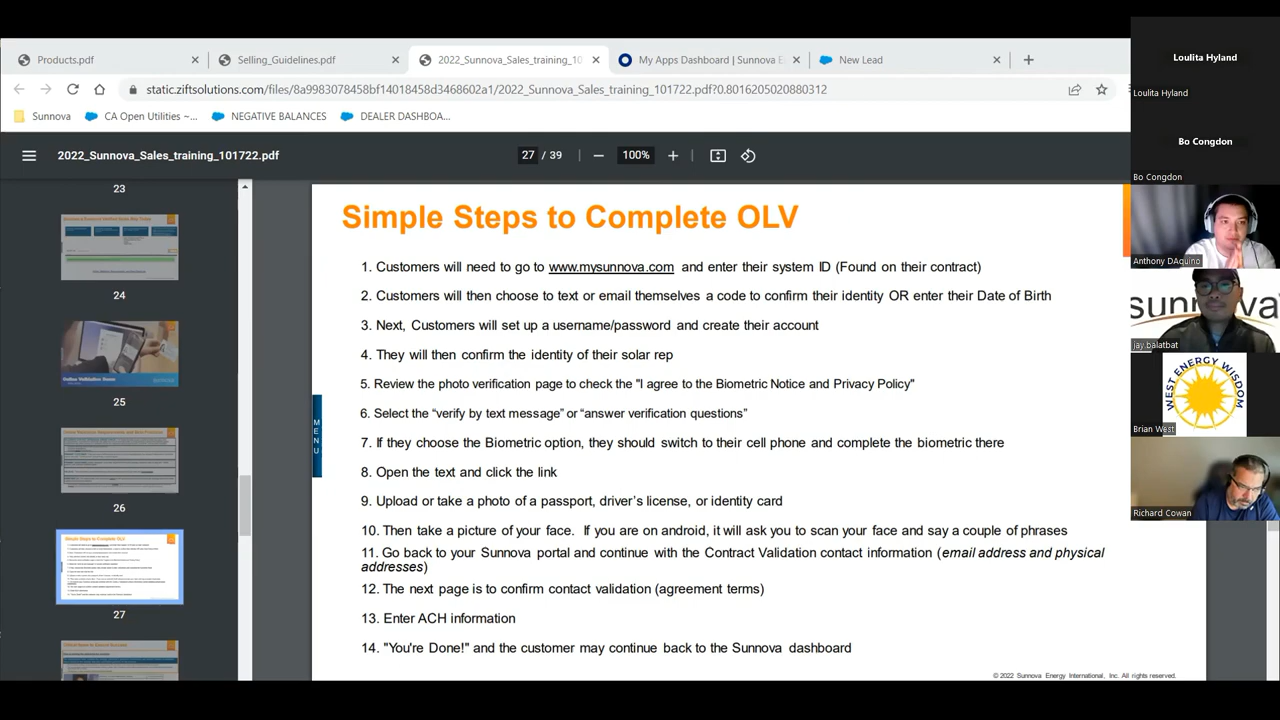 Products.pdf
Selling_Guidelines.pdf
2022_Sunnova_Sales_training_10
My Apps Dashboard | Sunnova E
New Lead
static.ziftsolutions.com/files/8a9983078458bf14018458d3468602a1/2022_Sunnova_Sales_training_101722.pdf?0.8016205020880312
Sunnova
CA Open Utilities ~...
NEGATIVE BALANCES
DEALER DASHBOA...
2022_Sunnova_Sales_training_101722.pdf
27 / 39
100%
23
24
25
26
27
MENU
Simple Steps to Complete OLV
1. Customers will need to go to www.mysunnova.com and enter their system ID (Found on their contract)
2. Customers will then choose to text or email themselves a code to confirm their identity OR enter their Date of Birth
3. Next, Customers will set up a username/password and create their account
4. They will then confirm the identity of their solar rep
5. Review the photo verification page to check the "I agree to the Biometric Notice and Privacy Policy"
6. Select the “verify by text message” or “answer verification questions”
7. If they choose the Biometric option, they should switch to their cell phone and complete the biometric there
8. Open the text and click the link
9. Upload or take a photo of a passport, driver’s license, or identity card
10. Then take a picture of your face. If you are on android, it will ask you to scan your face and say a couple of phrases
11. Go back to your Sunnova portal and continue with the Contract Validation contact information (email address and physical
addresses)
12. The next page is to confirm contact validation (agreement terms)
13. Enter ACH information
14. "You're Done!" and the customer may continue back to the Sunnova dashboard
© 2022 Sunnova Energy International, Inc. All rights reserved.
Loulita Hyland
Loulita Hyland
Bo Congdon
Bo Congdon
Anthony DAquino
sunnova
jay.balatbat
WEST ENERGY WISDOM
Brian West
Richard Cowan